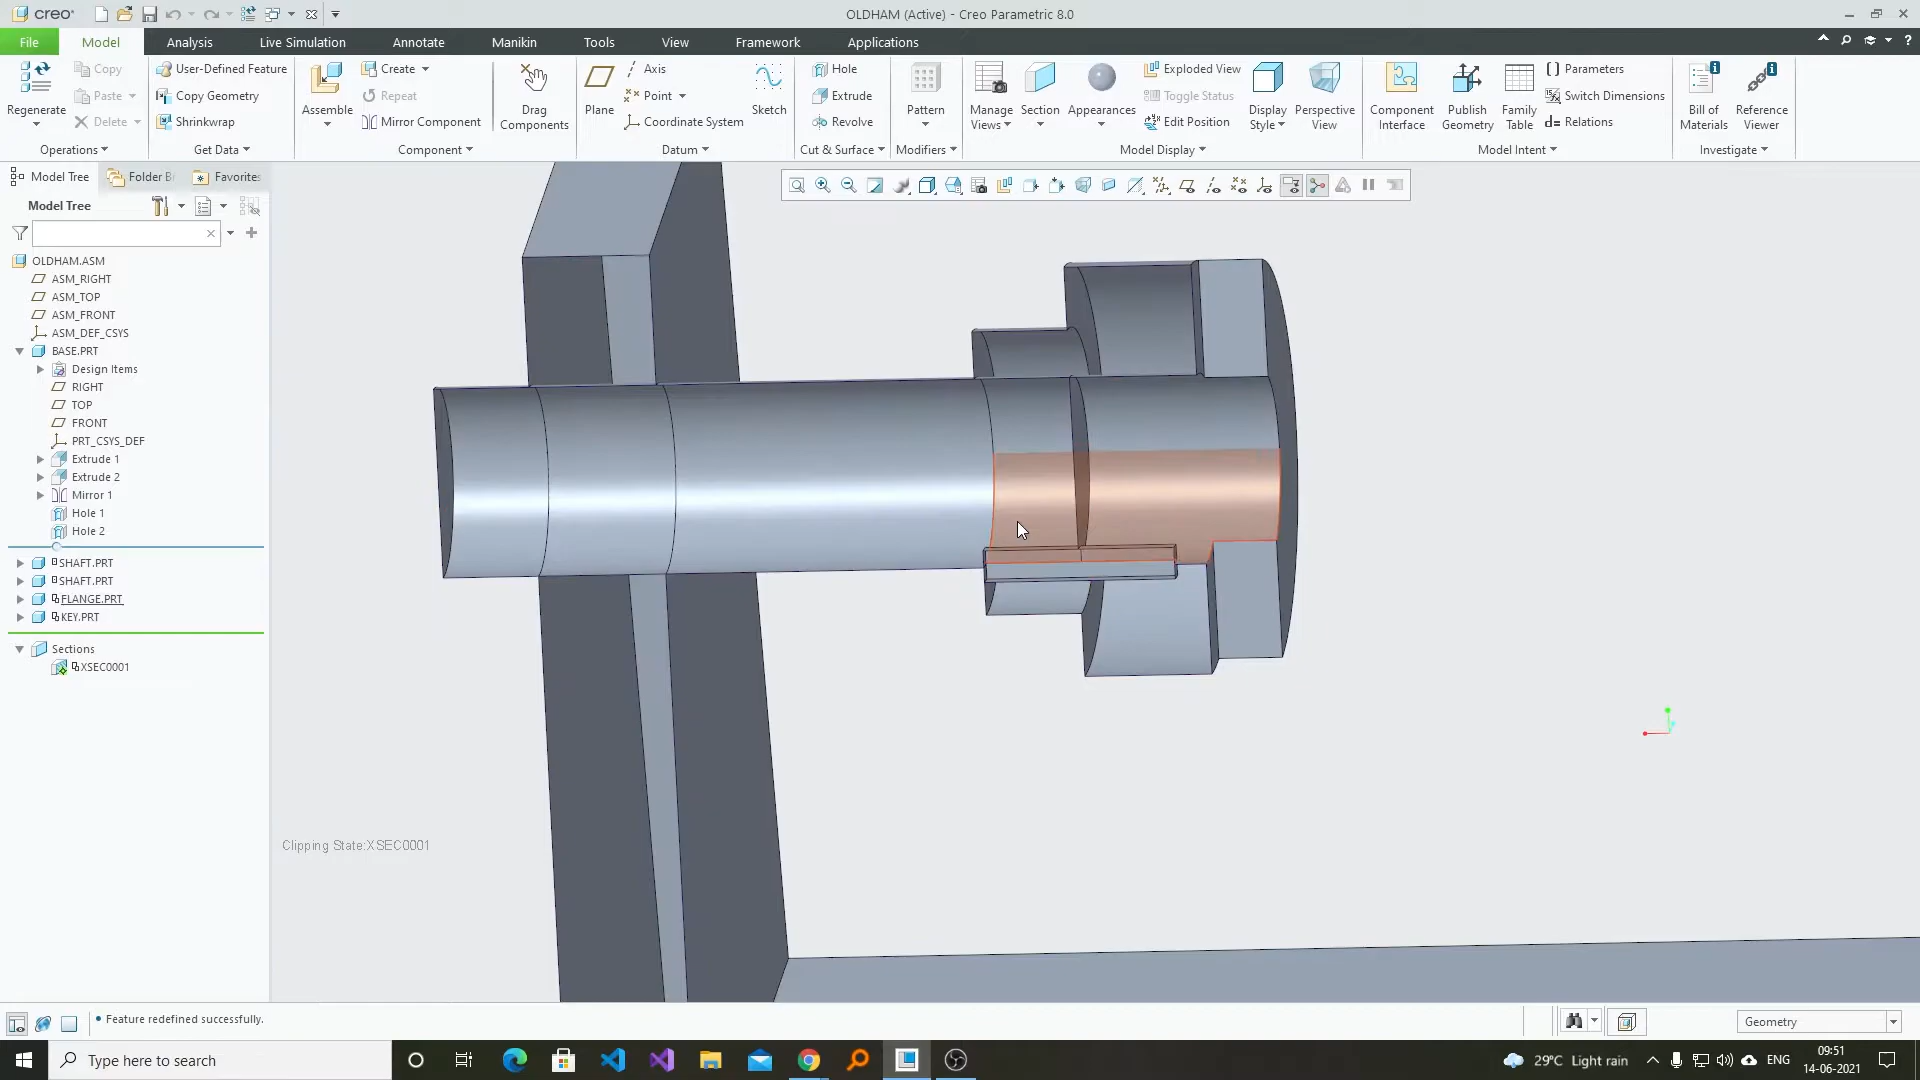 creo
OLDHAM (Active) - Creo Parametric 8.0
File Model Analysis Live Simulation Annotate Manikin Tools View Framework Applications
Regenerate
Copy
Paste
Delete
Operations
User-Defined Feature
Copy Geometry
Shrinkwrap
Get Data
Assemble
Create
Repeat
Mirror Component
Drag
Components
Component
Plane
Axis
Point
Coordinate System
Sketch
Datum
Hole
Extrude
Revolve
Cut & Surface
Pattern
Modifiers
Manage
Views
Section
Appearances
Exploded View
Toggle Status
Edit Position
Display
Style
Perspective
View
Model Display
Component
Interface
Publish
Geometry
Family
Table
Parameters
Switch Dimensions
Relations
Model Intent
Bill of
Materials
Reference
Viewer
Investigate
Model Tree Folder Br Favorites
Model Tree
OLDHAM.ASM
ASM_RIGHT
ASM_TOP
ASM_FRONT
ASM_DEF_CSYS
BASE.PRT
Design Items
RIGHT
TOP
FRONT
PRT_CSYS_DEF
Extrude 1
Extrude 2
Mirror 1
Hole 1
Hole 2
SHAFT.PRT
SHAFT.PRT
FLANGE.PRT
KEY.PRT
Sections
XSEC0001
Clipping State:XSEC0001
Feature redefined successfully.
Geometry
Type here to search
29°C Light rain
ENG
09:51
14-06-2021